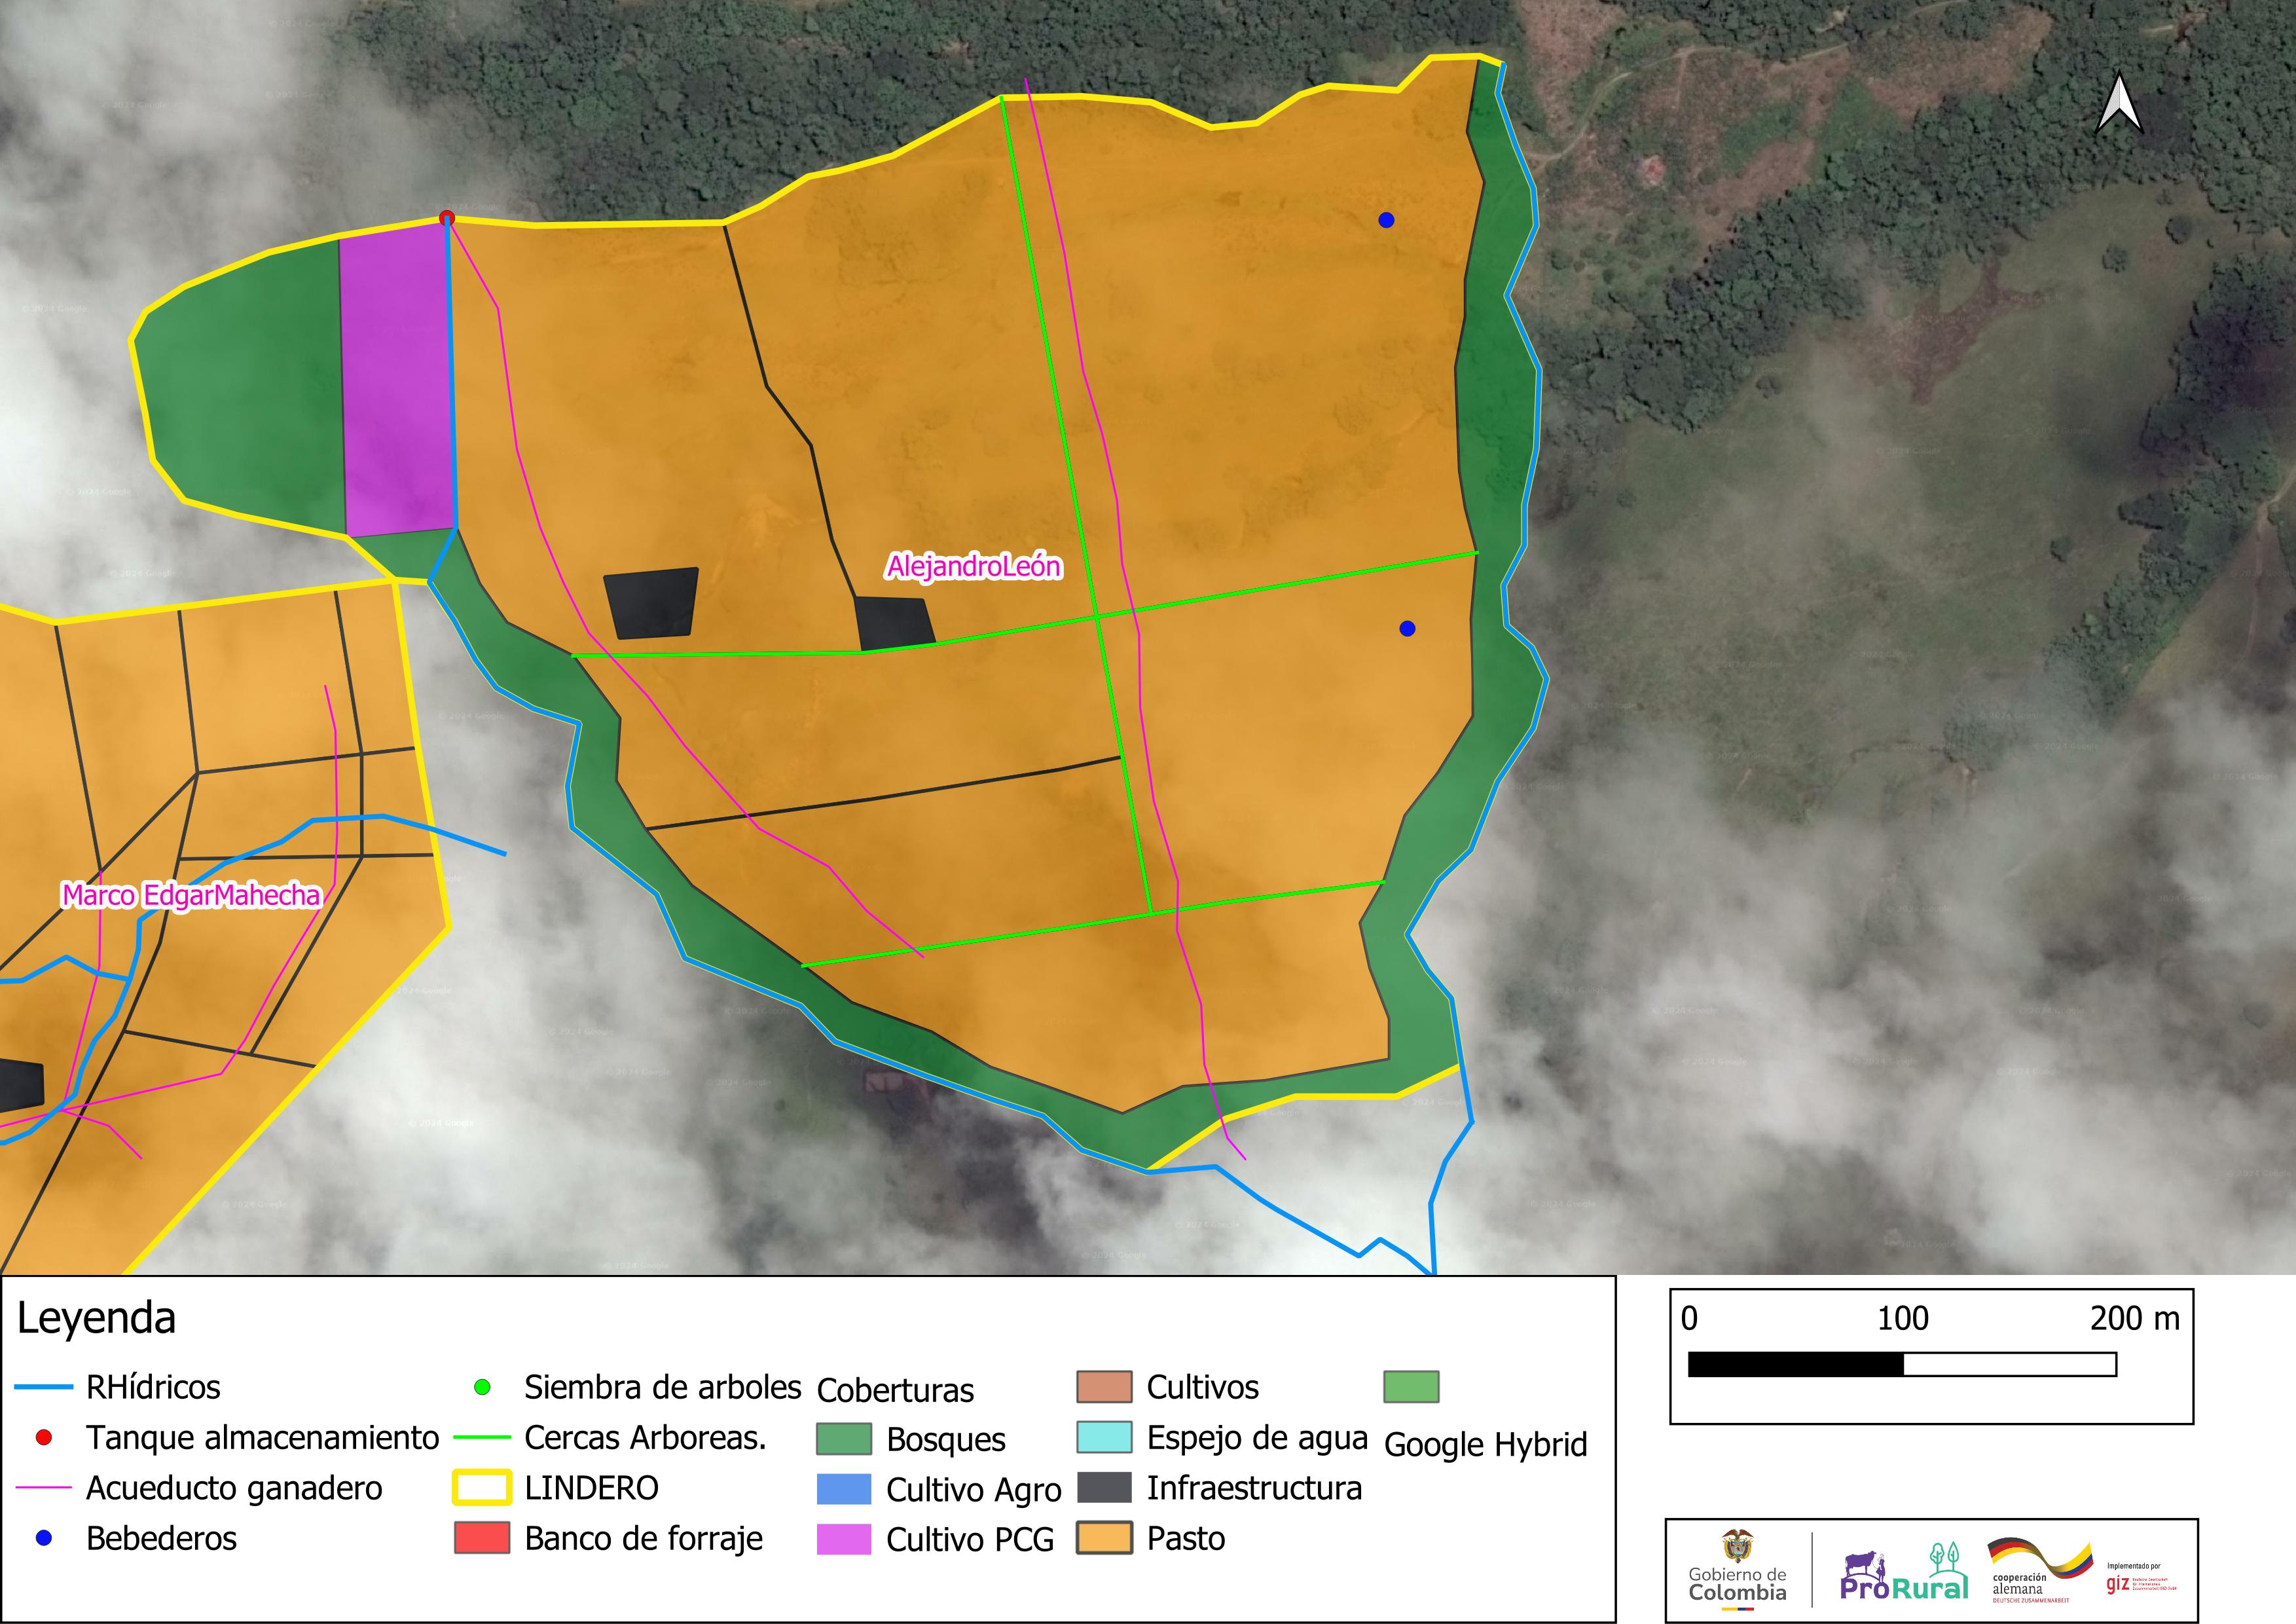 © 2024 Google
AlejandroLeón
Marco EdgarMahecha
Leyenda
RHídricos
Tanque almacenamiento
Acueducto ganadero
Bebederos
Siembra de arboles
Cercas Arboreas.
LINDERO
Banco de forraje
Coberturas
Bosques
Cultivo Agro
Cultivo PCG
Cultivos
Espejo de agua
Infraestructura
Pasto
Google Hybrid
0 100 200 m
Gobierno de
Colombia
ProRural
cooperación
alemana
DEUTSCHE ZUSAMMENARBEIT
Implementado por
giz